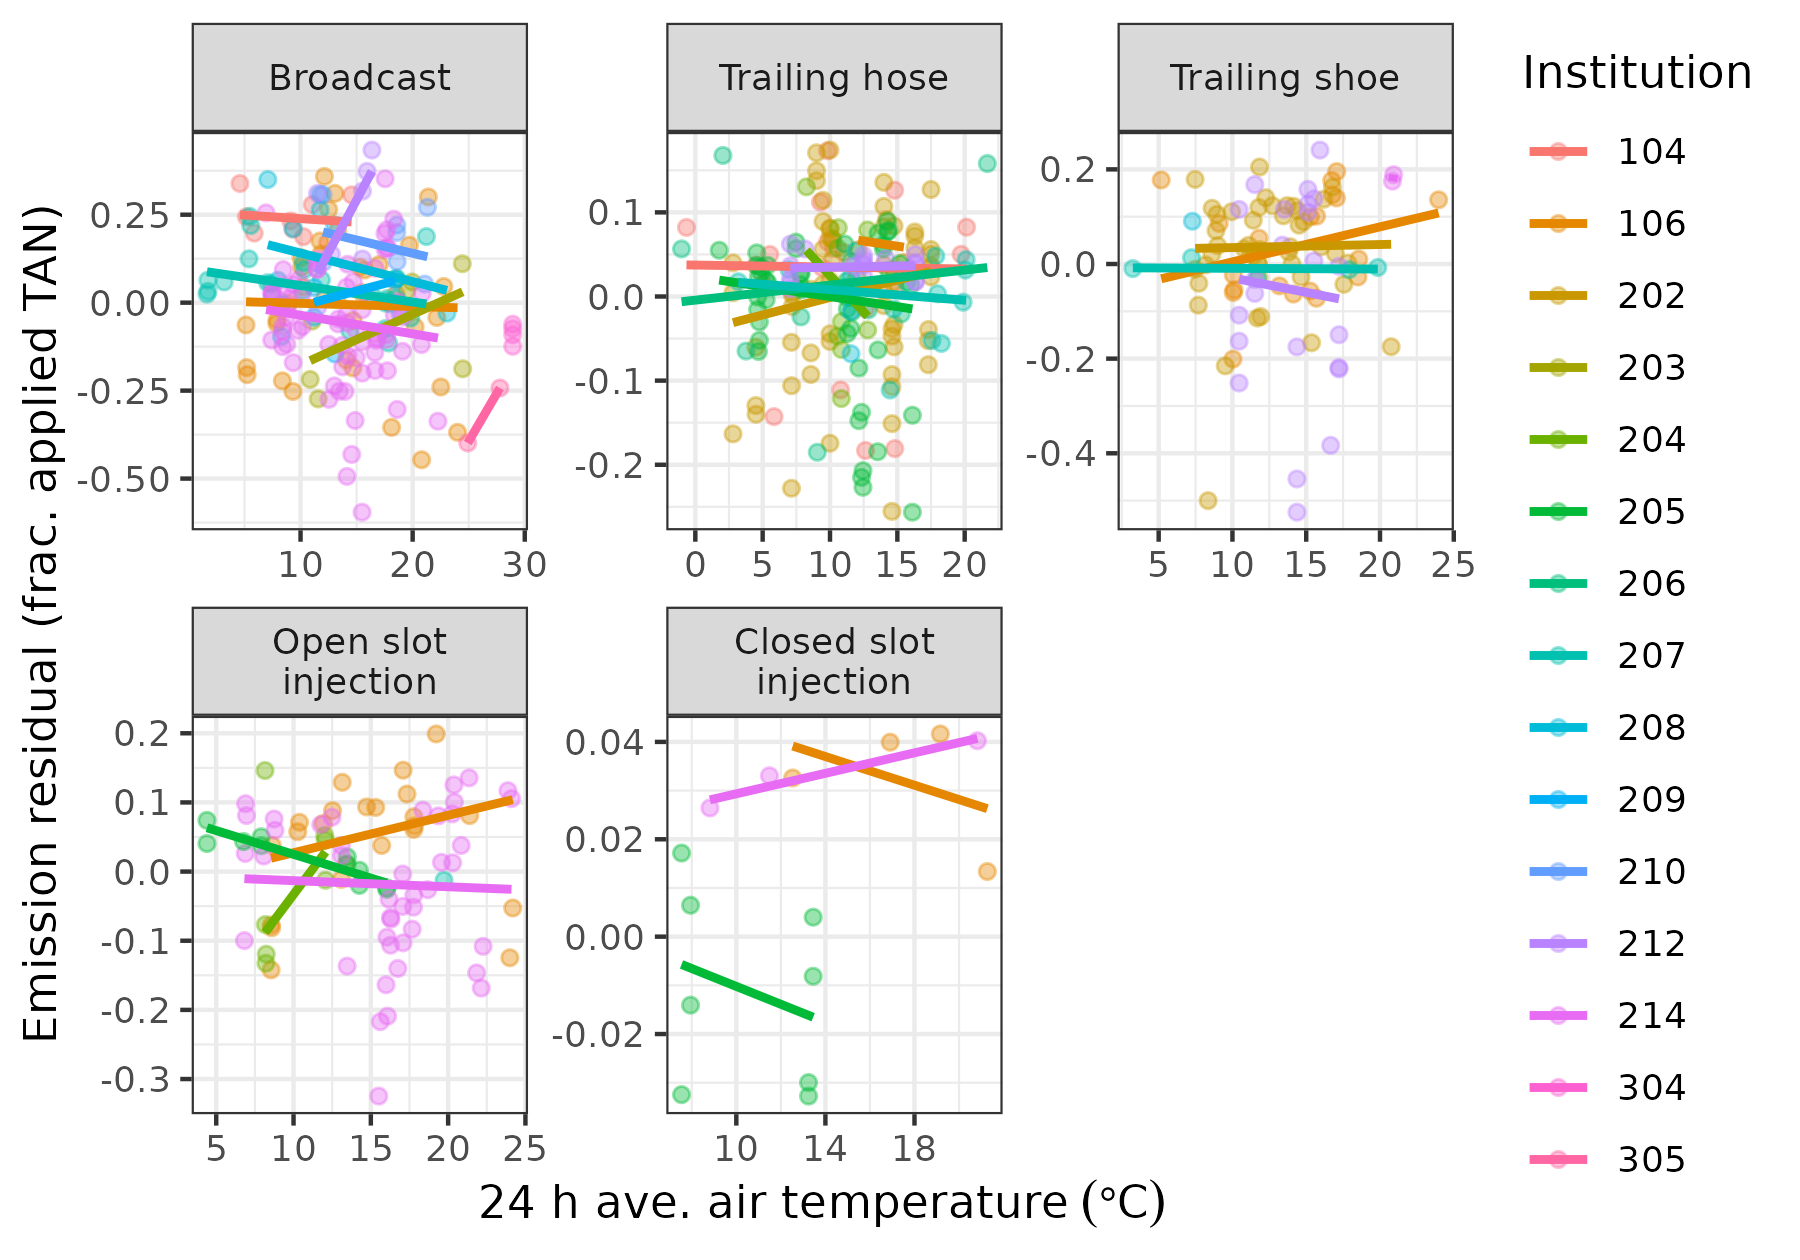 Broadcast
Trailing hose
Trailing shoe
0.25
0.00
-0.25
-0.50
10 20 30
0.1
0.0
-0.1
-0.2
0 5 10 15 20
0.2
0.0
-0.2
-0.4
5 10 15 20 25
Open slot
injection
Closed slot
injection
0.2
0.1
0.0
-0.1
-0.2
-0.3
5 10 15 20 25
0.04
0.02
0.00
-0.02
10 14 18
Emission residual (frac. applied TAN)
24 h ave. air temperature (°C)
Institution
104
106
202
203
204
205
206
207
208
209
210
212
214
304
305